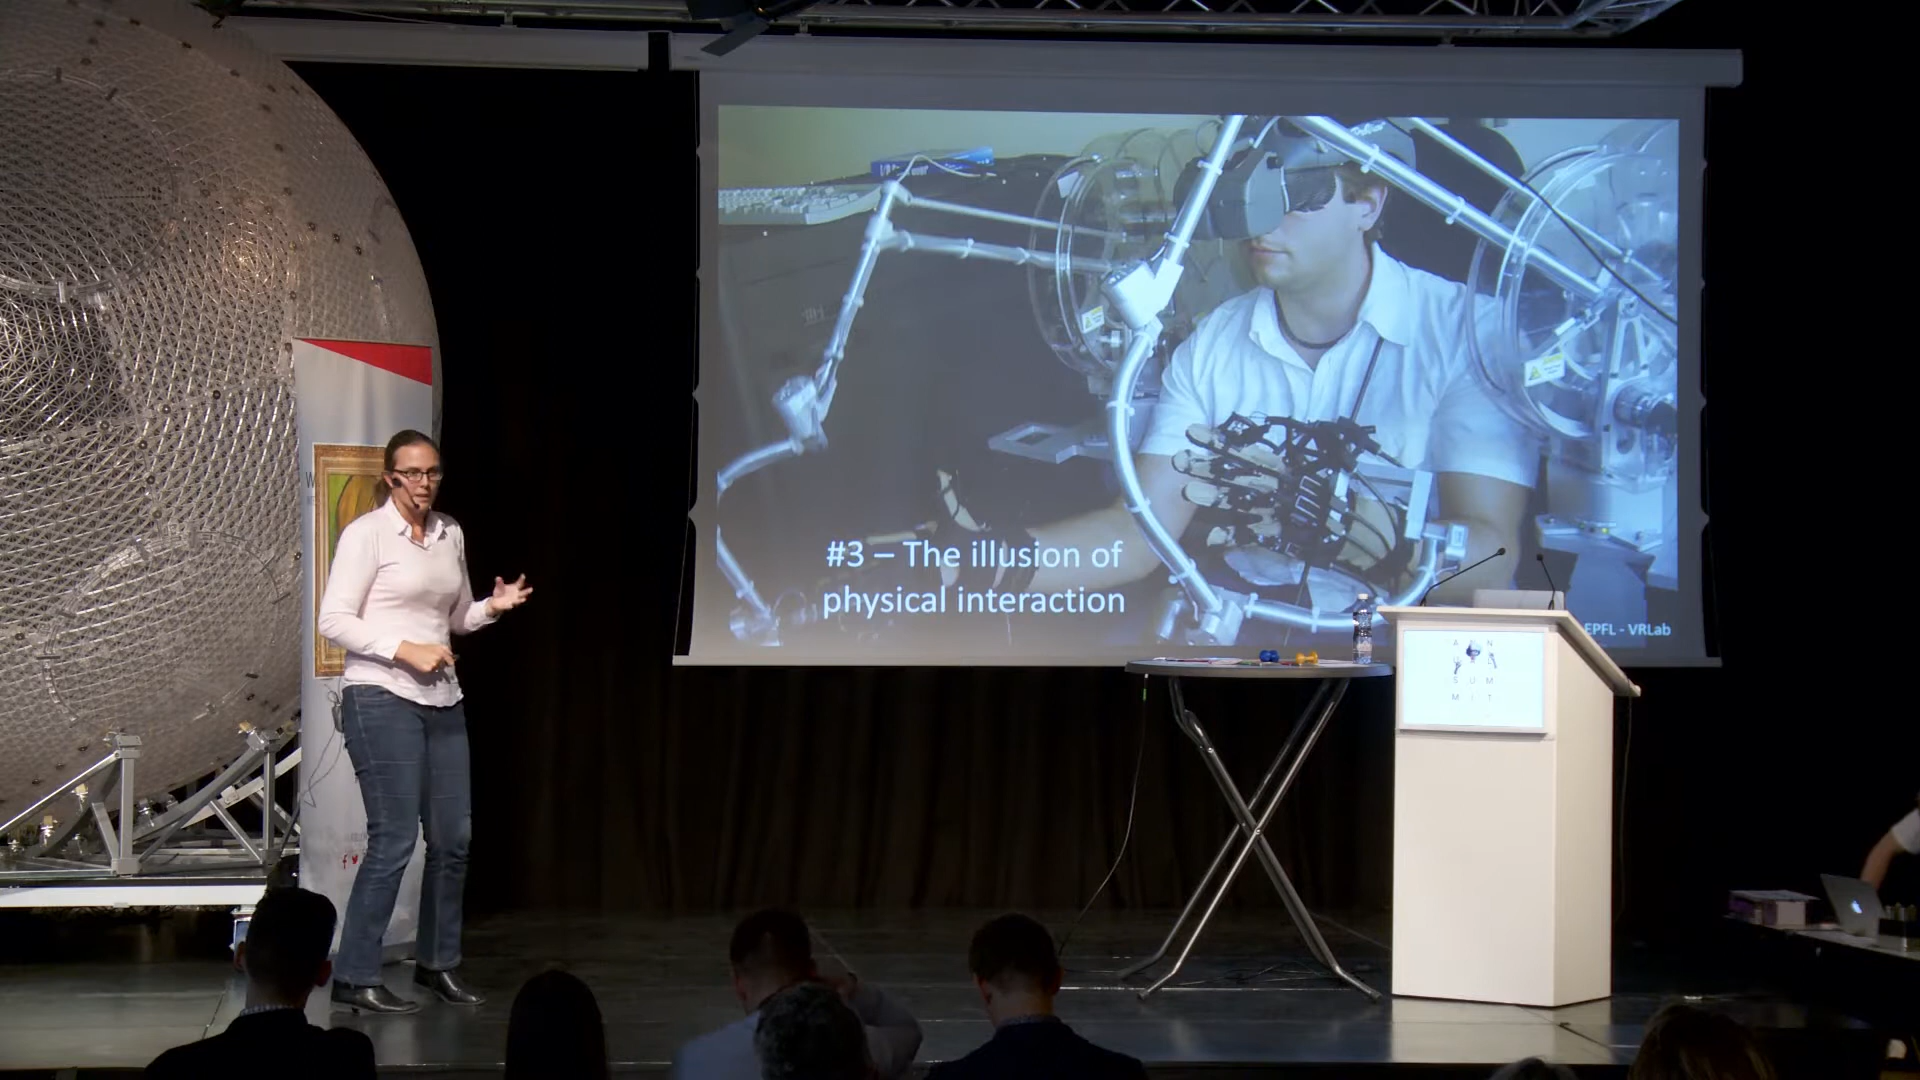 #3 – The illusion of
physical interaction
EPFL - VRLab
S U M
M I T